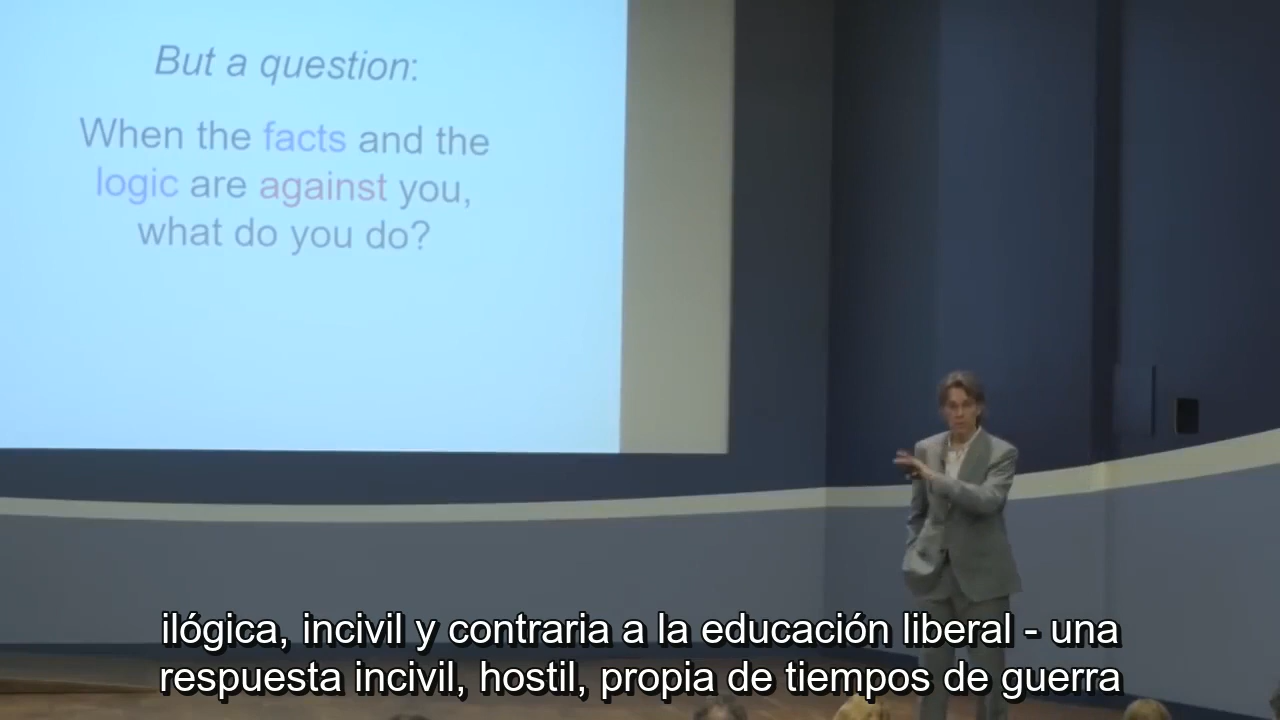 But a question:
When the facts and the
logic are against you,
what do you do?
ilógica, incivil y contraria a la educación liberal - una
respuesta incivil, hostil, propia de tiempos de guerra